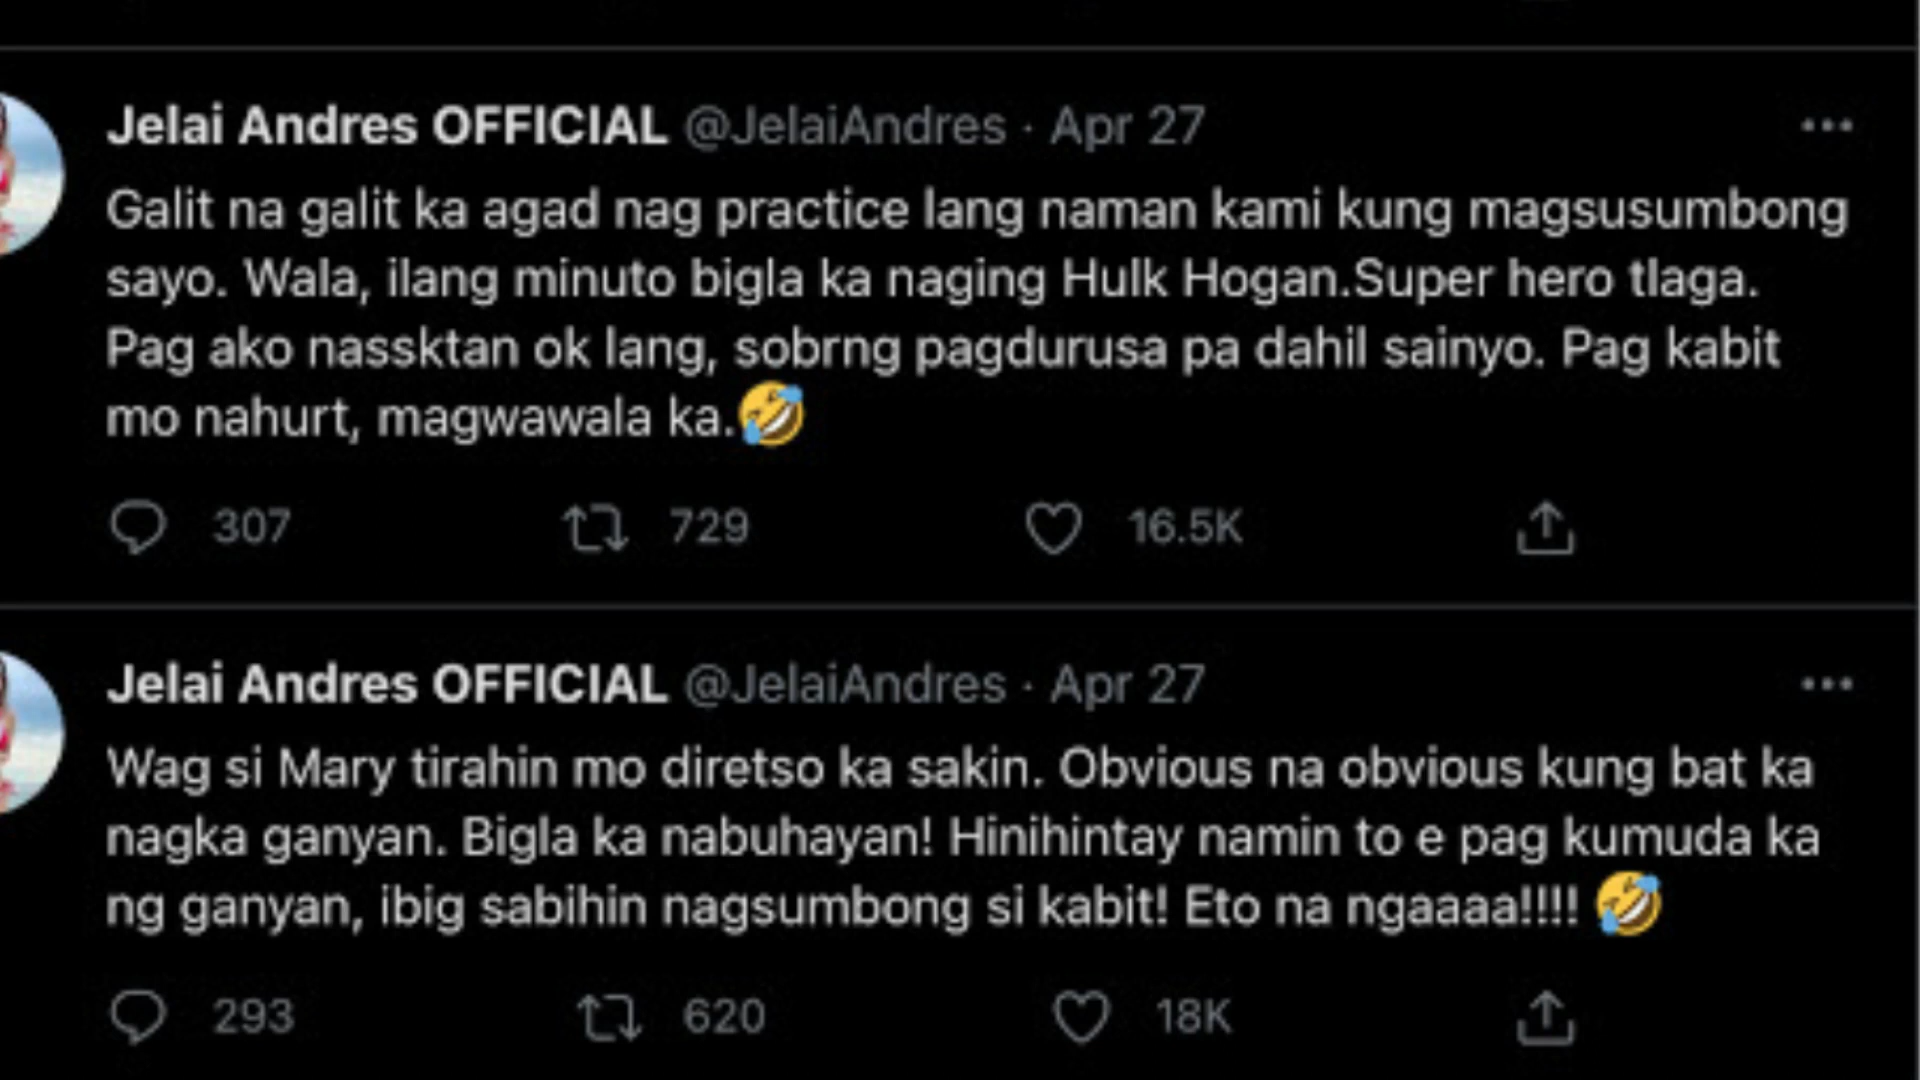 Jelai Andres OFFICIAL @JelaiAndres · Apr 27
Galit na galit ka agad nag practice lang naman kami kung magsusumbong
sayo. Wala, ilang minuto bigla ka naging Hulk Hogan.Super hero tlaga.
Pag ako nassktan ok lang, sobrng pagdurusa pa dahil sainyo. Pag kabit
mo nahurt, magwawala ka.🤣
307 729 16.5K
Jelai Andres OFFICIAL @JelaiAndres · Apr 27
Wag si Mary tirahin mo diretso ka sakin. Obvious na obvious kung bat ka
nagka ganyan. Bigla ka nabuhayan! Hinihintay namin to e pag kumuda ka
ng ganyan, ibig sabihin nagsumbong si kabit! Eto na ngaaaa!!!! 🤣
293 620 18K